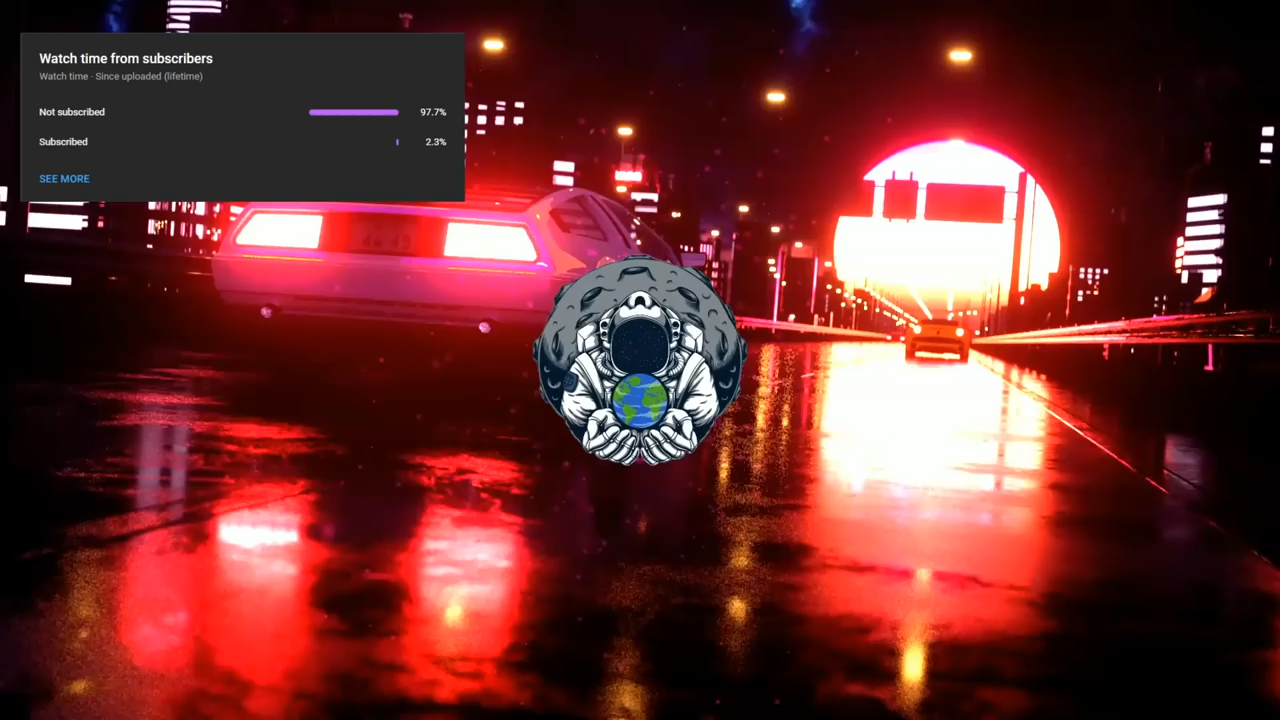 Watch time from subscribers
Watch time · Since uploaded (lifetime)
Not subscribed 97.7%
Subscribed 2.3%
SEE MORE